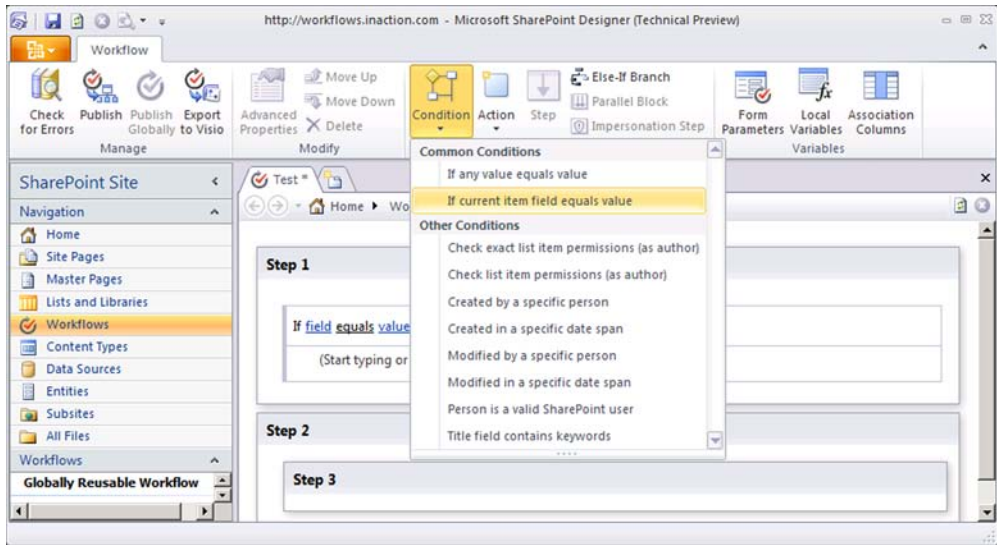 http://workflows.inaction.com - Microsoft SharePoint Designer (Technical Preview)
Workflow
Check for Errors
Publish
Publish Globally
Export to Visio
Manage
Advanced Properties
Move Up
Move Down
Delete
Modify
Condition
Action
Step
Else-If Branch
Parallel Block
Impersonation Step
Form Parameters
Local Variables
Association Columns
Variables
Common Conditions
If any value equals value
If current item field equals value
Other Conditions
Check exact list item permissions (as author)
Check list item permissions (as author)
Created by a specific person
Created in a specific date span
Modified by a specific person
Modified in a specific date span
Person is a valid SharePoint user
Title field contains keywords
SharePoint Site
Navigation
Home
Site Pages
Master Pages
Lists and Libraries
Workflows
Content Types
Data Sources
Entities
Subsites
All Files
Workflows
Globally Reusable Workflow
Test *
Home Wo
Step 1
If field equals value
(Start typing or
Step 2
Step 3